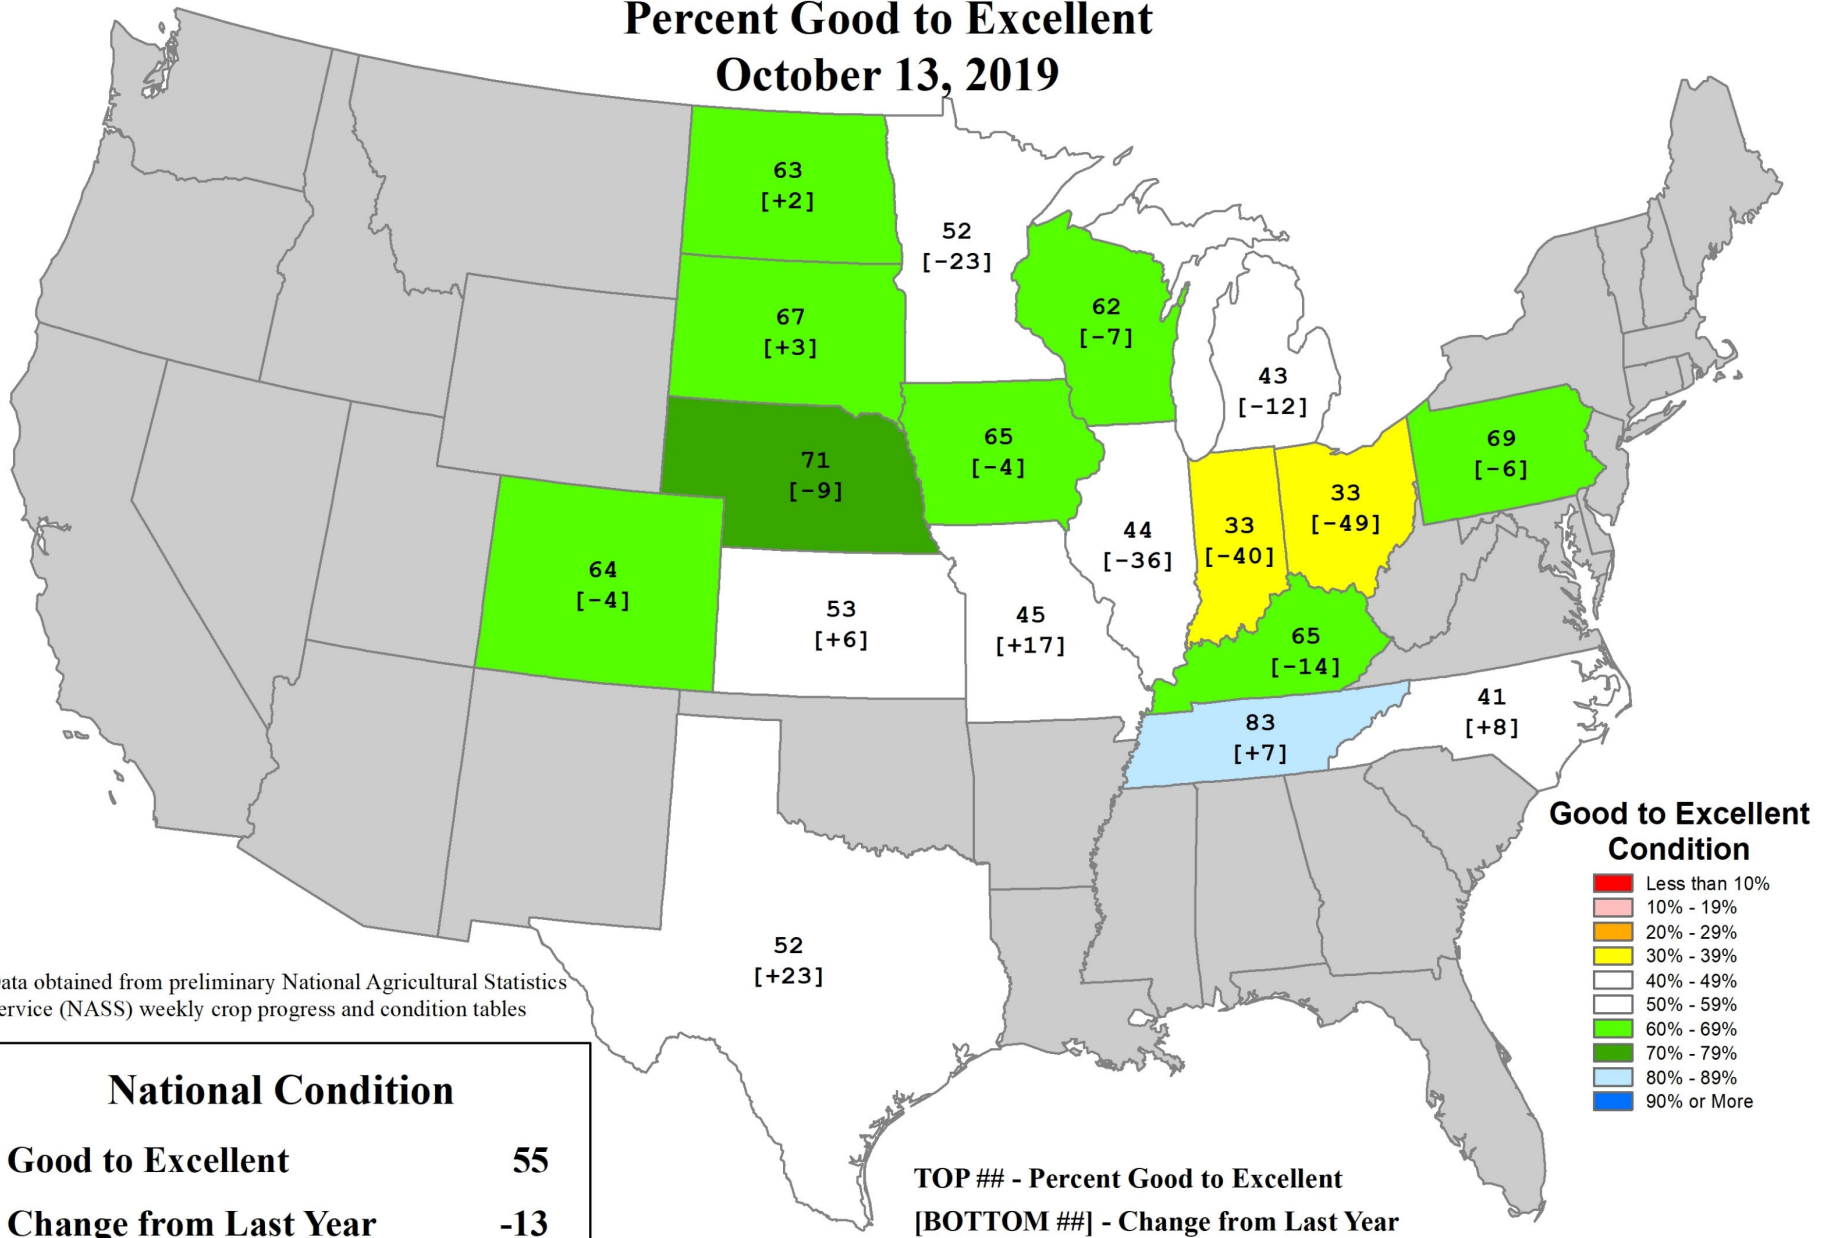 Percent Good to Excellent
October 13, 2019
63
[+2]
52
[-23]
67
[+3]
62
[-7]
43
[-12]
71
[-9]
65
[-4]
69
[-6]
33
[-49]
33
[-40]
44
[-36]
64
[-4]
53
[+6]
45
[+17]
65
[-14]
83
[+7]
41
[+8]
52
[+23]
Good to Excellent
Condition
Less than 10%
10% - 19%
20% - 29%
30% - 39%
40% - 49%
50% - 59%
60% - 69%
70% - 79%
80% - 89%
90% or More
ata obtained from preliminary National Agricultural Statistics
ervice (NASS) weekly crop progress and condition tables
National Condition
Good to Excellent 55
Change from Last Year -13
TOP ## - Percent Good to Excellent
[BOTTOM ##] - Change from Last Year